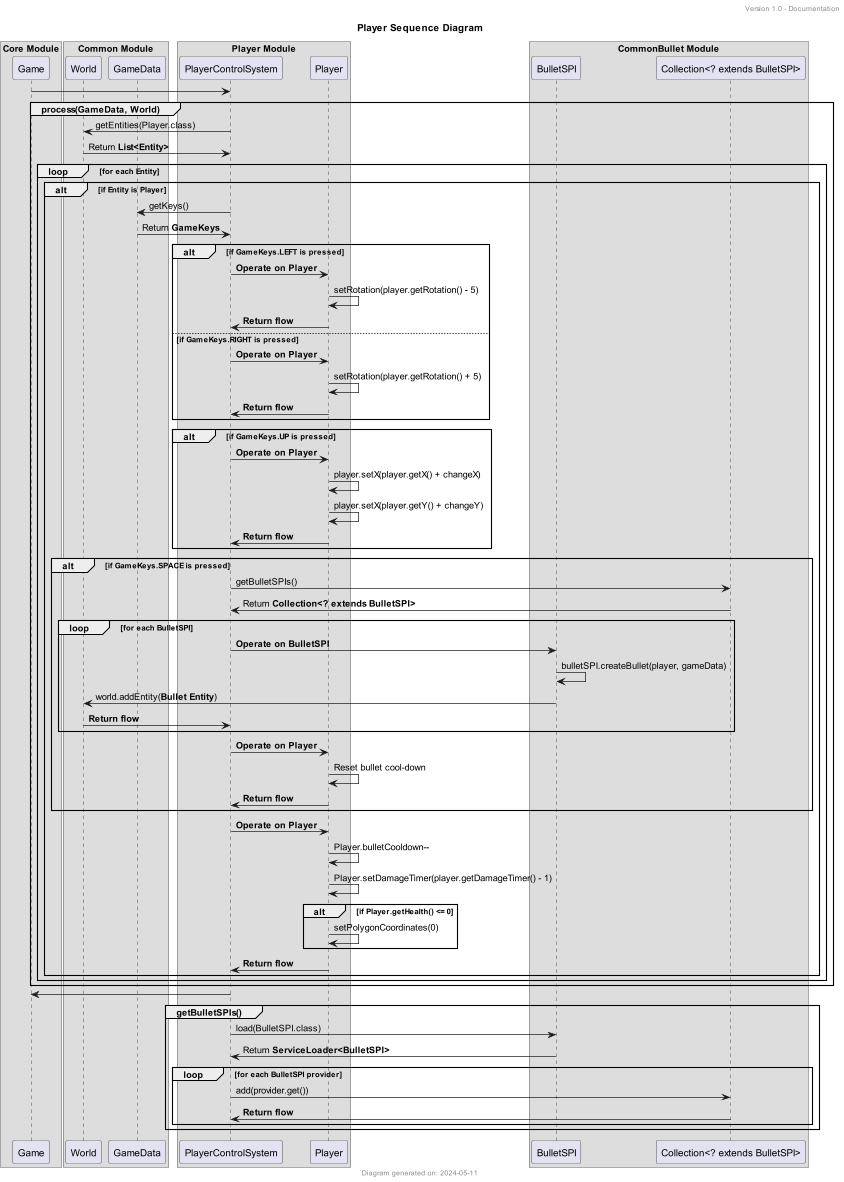 Version 1.0 - Documentation
Player Sequence Diagram
Core Module
Common Module
Player Module
CommonBullet Module
Game
World
GameData
PlayerControlSystem
Player
BulletSPI
Collection<? extends BulletSPI>
process(GameData, World)
getEntities(Player.class)
Return List<Entity>
loop [for each Entity]
alt [if Entity is Player]
getKeys()
Return GameKeys
alt [if GameKeys.LEFT is pressed]
Operate on Player
setRotation(player.getRotation() - 5)
Return flow
[if GameKeys.RIGHT is pressed]
Operate on Player
setRotation(player.getRotation() + 5)
Return flow
alt [if GameKeys.UP is pressed]
Operate on Player
player.setX(player.getX() + changeX)
player.setX(player.getY() + changeY)
Return flow
alt [if GameKeys.SPACE is pressed]
getBulletSPIs()
Return Collection<? extends BulletSPI>
loop [for each BulletSPI]
Operate on BulletSPI
bulletSPI.createBullet(player, gameData)
world.addEntity(Bullet Entity)
Return flow
Operate on Player
Reset bullet cool-down
Return flow
Operate on Player
Player.bulletCooldown--
Player.setDamageTimer(player.getDamageTimer() - 1)
alt [if Player.getHealth() <= 0]
setPolygonCoordinates(0)
Return flow
getBulletSPIs()
load(BulletSPI.class)
Return ServiceLoader<BulletSPI>
loop [for each BulletSPI provider]
add(provider.get())
Return flow
Game
World
GameData
PlayerControlSystem
Player
BulletSPI
Collection<? extends BulletSPI>
Diagram generated on: 2024-05-11